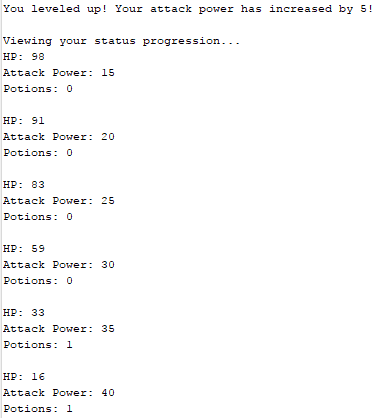 You leveled up! Your attack power has increased by 5!
Viewing your status progression...
HP: 98
Attack Power: 15
Potions: 0
HP: 91
Attack Power: 20
Potions: 0
HP: 83
Attack Power: 25
Potions: 0
HP: 59
Attack Power: 30
Potions: 0
HP: 33
Attack Power: 35
Potions: 1
HP: 16
Attack Power: 40
Potions: 1